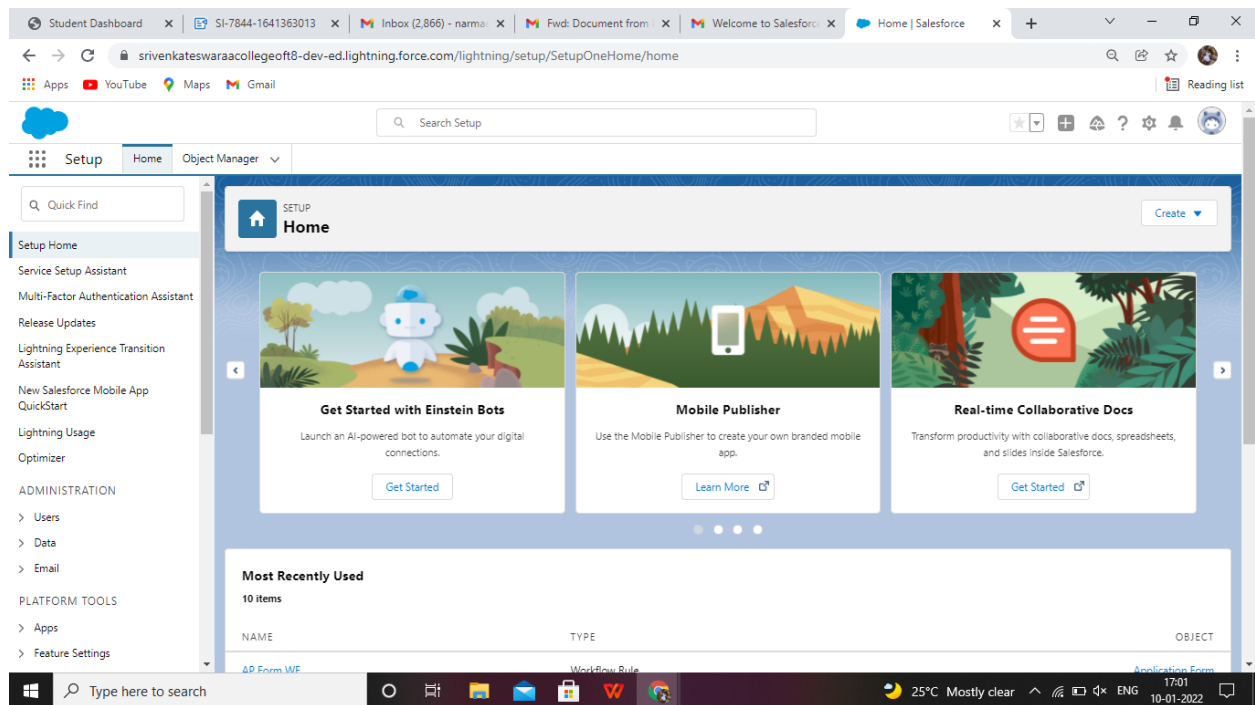 Student Dashboard
SI-7844-1641363013
Inbox (2,866) - narma
Fwd: Document from
Welcome to Salesforc
Home | Salesforce
srivenkateswaraacollegeoft8-dev-ed.lightning.force.com/lightning/setup/SetupOneHome/home
Apps YouTube Maps Gmail Reading list
Search Setup
Setup Home Object Manager
Quick Find
Setup Home
Service Setup Assistant
Multi-Factor Authentication Assistant
Release Updates
Lightning Experience Transition
Assistant
New Salesforce Mobile App
QuickStart
Lightning Usage
Optimizer
ADMINISTRATION
Users
Data
Email
PLATFORM TOOLS
Apps
Feature Settings
SETUP
Home
Create
Get Started with Einstein Bots
Launch an AI-powered bot to automate your digital
connections.
Get Started
Mobile Publisher
Use the Mobile Publisher to create your own branded mobile
app.
Learn More
Real-time Collaborative Docs
Transform productivity with collaborative docs, spreadsheets,
and slides inside Salesforce.
Get Started
Most Recently Used
10 items
NAME TYPE OBJECT
AP Form WF Workflow Rule Application Form
Type here to search
25°C Mostly clear
ENG
17:01
10-01-2022